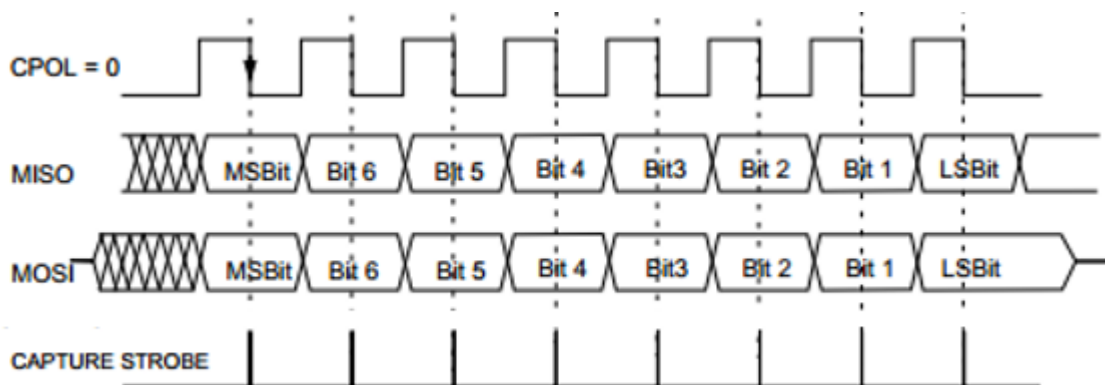 CPOL = 0
MISO MSBit Bit 6 Bit 5 Bit 4 Bit3 Bit 2 Bit 1 LSBit
MOSI MSBit Bit 6 Bit 5 Bit 4 Bit3 Bit 2 Bit 1 LSBit
CAPTURE STROBE